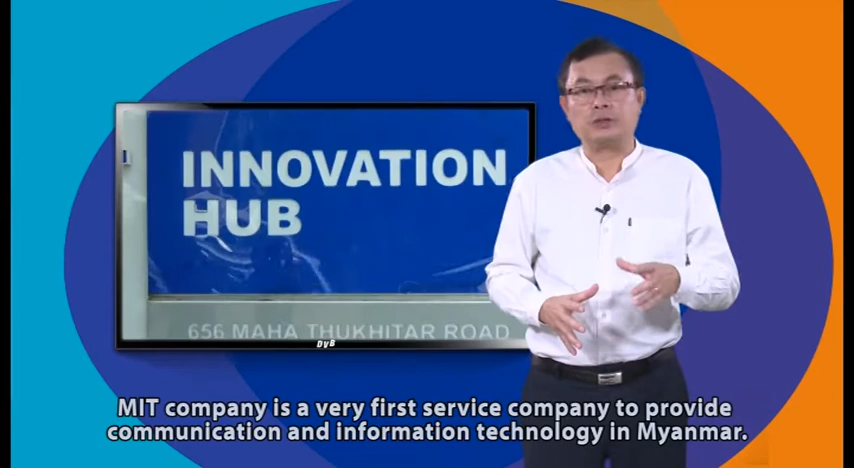 INNOVATION
HUB
656 MAHA THUKHITAR ROAD
DVB
MIT company is a very first service company to provide
communication and information technology in Myanmar.